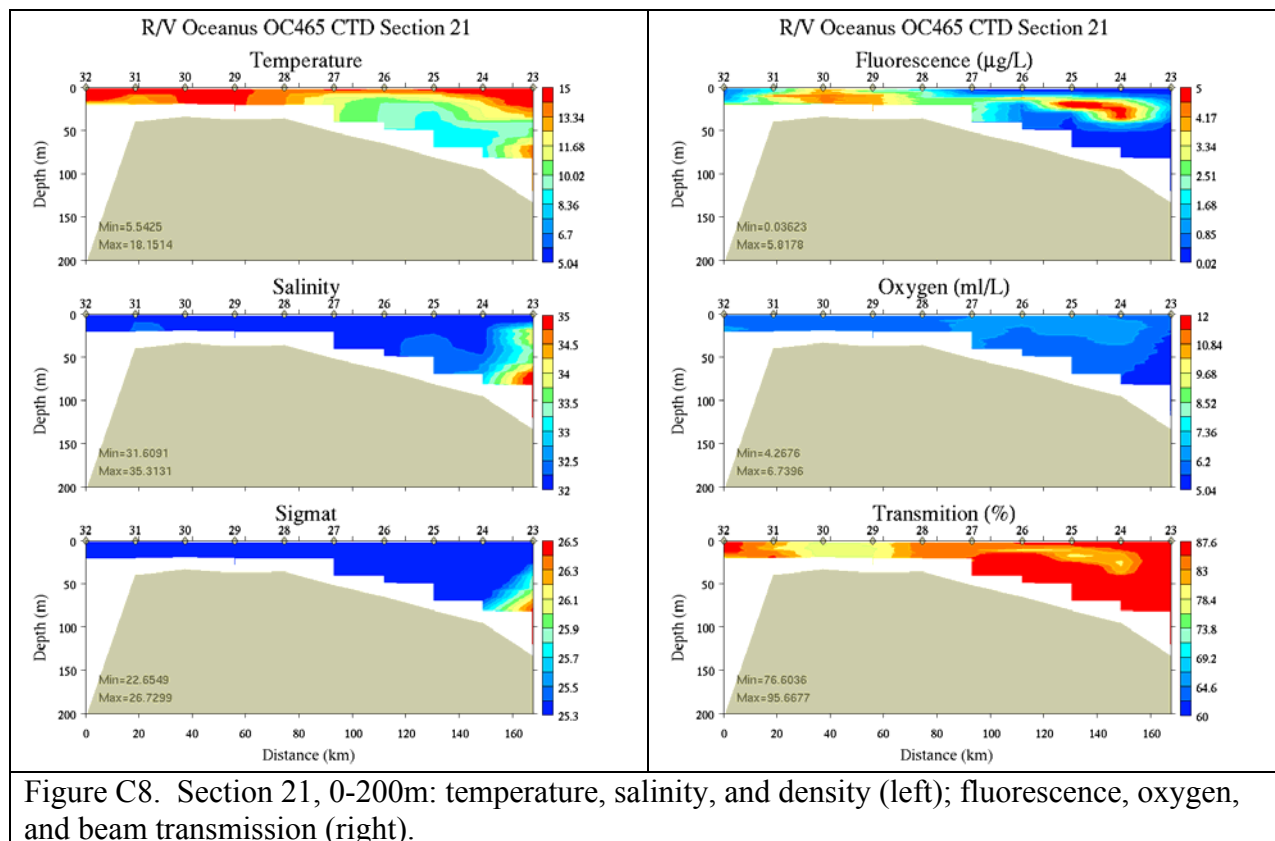 R/V Oceanus OC465 CTD Section 21
Temperature
32 31 30 29 28 27 26 25 24 23
0
50
100
150
200
Depth (m)
Min=5.5425
Max=18.1514
15
13.34
11.68
10.02
8.36
6.7
5.04
Salinity
32 31 30 29 28 27 26 25 24 23
0
50
100
150
200
Depth (m)
Min=31.6091
Max=35.3131
35
34.5
34
33.5
33
32.5
32
Sigmat
32 31 30 29 28 27 26 25 24 23
0
50
100
150
200
Depth (m)
Min=22.6549
Max=26.7299
26.5
26.3
26.1
25.9
25.7
25.5
25.3
0 20 40 60 80 100 120 140 160
Distance (km)
R/V Oceanus OC465 CTD Section 21
Fluorescence (μg/L)
32 31 30 29 28 27 26 25 24 23
0
50
100
150
200
Depth (m)
Min=0.03623
Max=5.8178
5
4.17
3.34
2.51
1.68
0.85
0.02
Oxygen (ml/L)
32 31 30 29 28 27 26 25 24 23
0
50
100
150
200
Depth (m)
Min=4.2676
Max=6.7396
12
10.84
9.68
8.52
7.36
6.2
5.04
Transmition (%)
32 31 30 29 28 27 26 25 24 23
0
50
100
150
200
Depth (m)
Min=76.6036
Max=95.6677
87.6
83
78.4
73.8
69.2
64.6
60
0 20 40 60 80 100 120 140 160
Distance (km)
Figure C8.  Section 21, 0-200m: temperature, salinity, and density (left); fluorescence, oxygen,
and beam transmission (right).